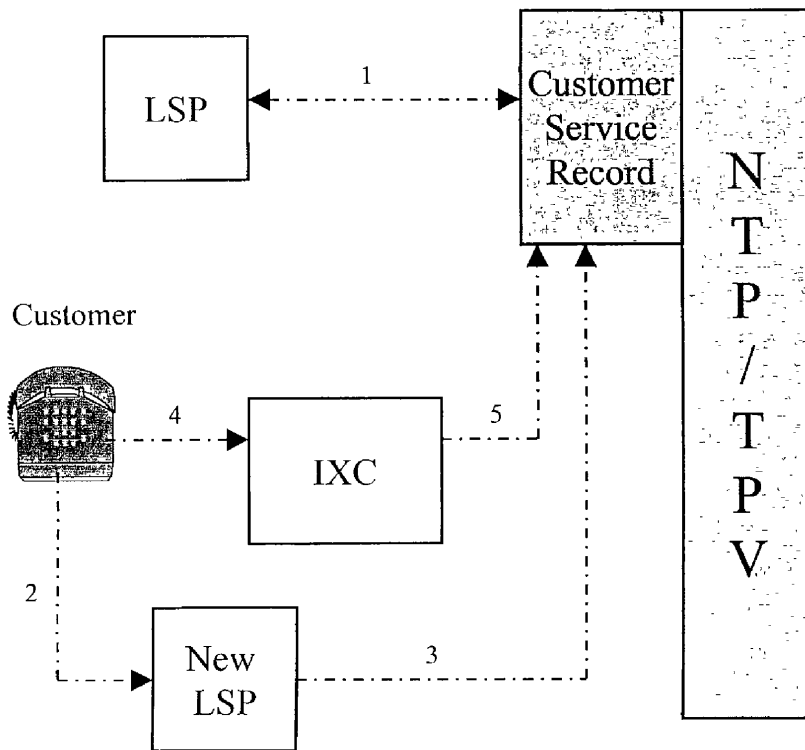 1
LSP
Customer
Service
Record
N
T
P
/
T
P
V
Customer
4
IXC
5
2
New
LSP
3